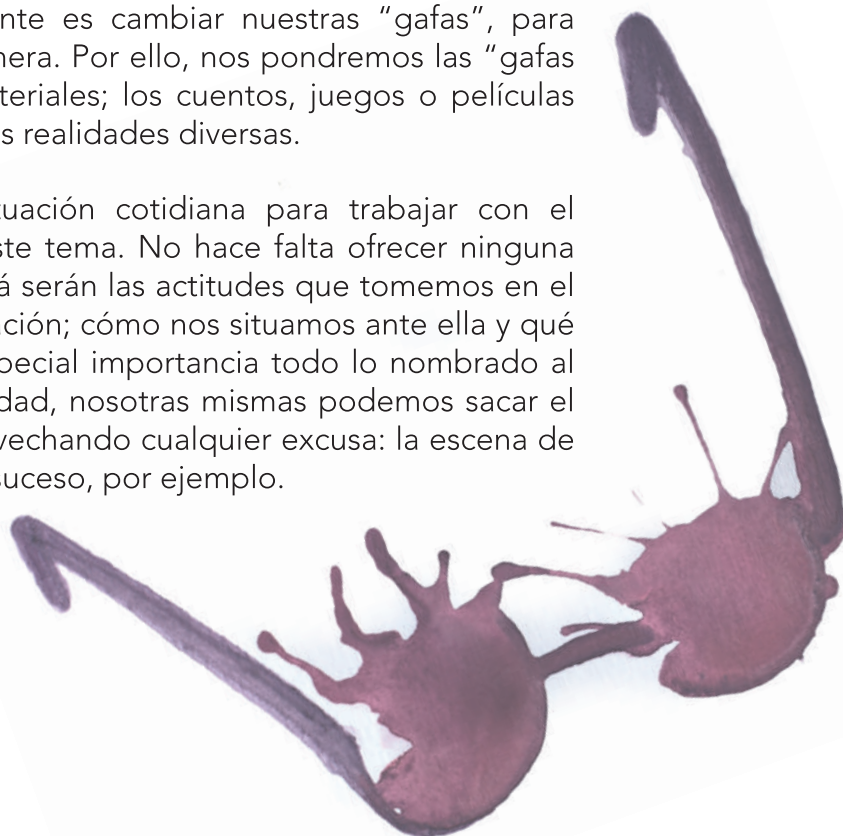 nte es cambiar nuestras “gafas”, para
nera. Por ello, nos pondremos las “gafas
teriales; los cuentos, juegos o películas
s realidades diversas.
tuación cotidiana para trabajar con el
ste tema. No hace falta ofrecer ninguna
á serán las actitudes que tomemos en el
ación; cómo nos situamos ante ella y qué
pecial importancia todo lo nombrado al
dad, nosotras mismas podemos sacar el
vechando cualquier excusa: la escena de
suceso, por ejemplo.